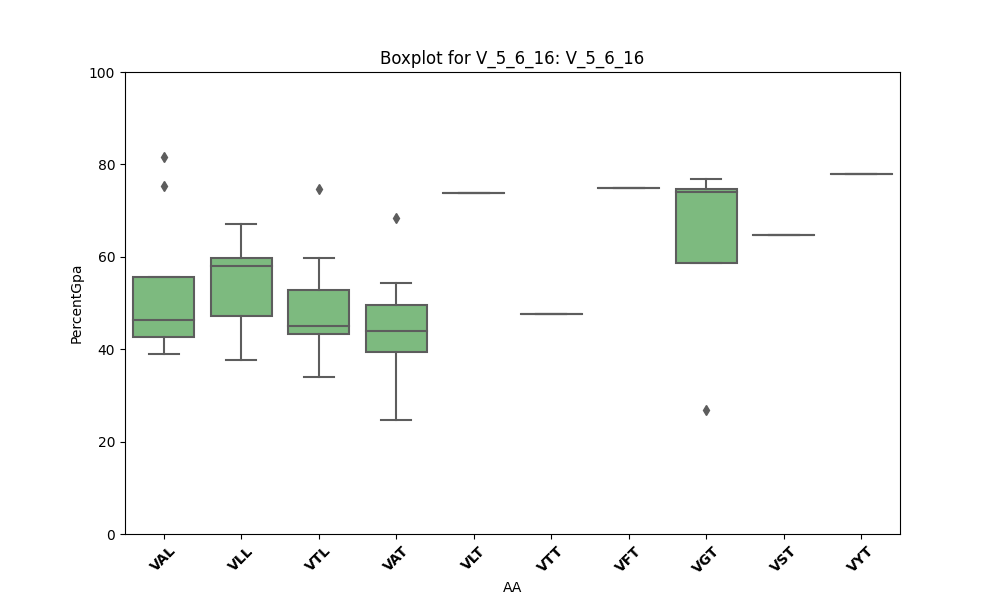 Boxplot for V_5_6_16: V_5_6_16
100
80
60
40
20
0
PercentGpa
VAL VLL VTL VAT VLT VTT VFT VGT VST VYT
AA